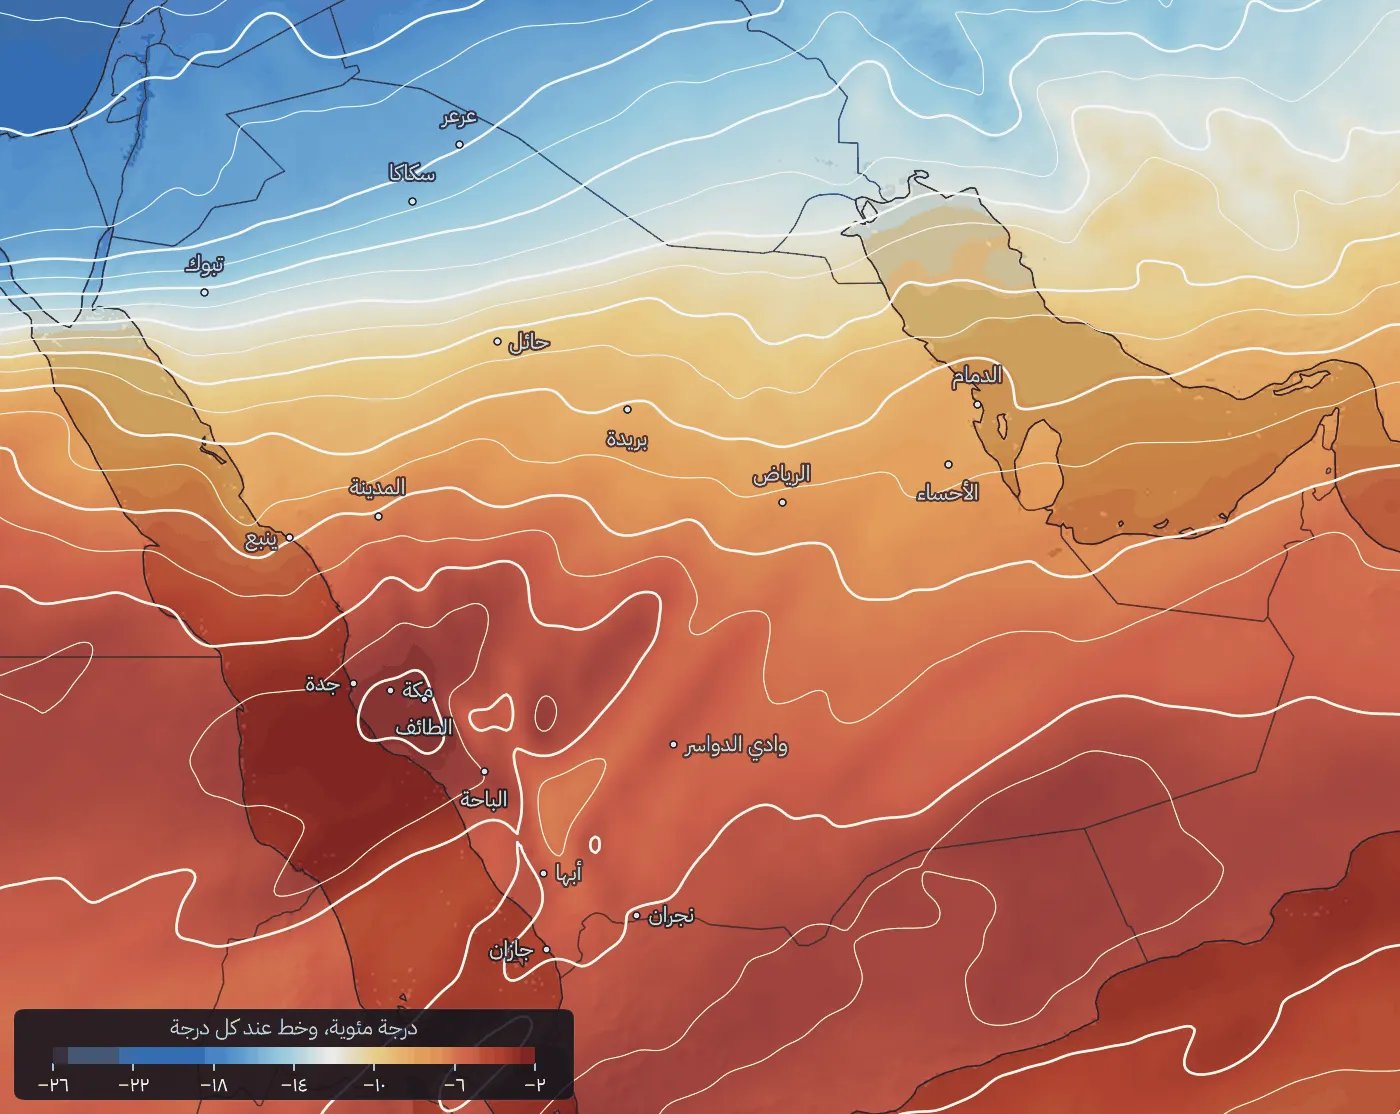 عرعر
سكاكا
تبوك
حائل
الدمام
بريدة
الرياض
الأحساء
المدينة
ينبع
جدة
مكة
الطائف
وادي الدواسر
الباحة
أبها
نجران
جازان
درجة مئوية، وخط عند كل درجة
−٢٦ −٢٢ −١٨ −١٤ −١٠ −٦ −٢